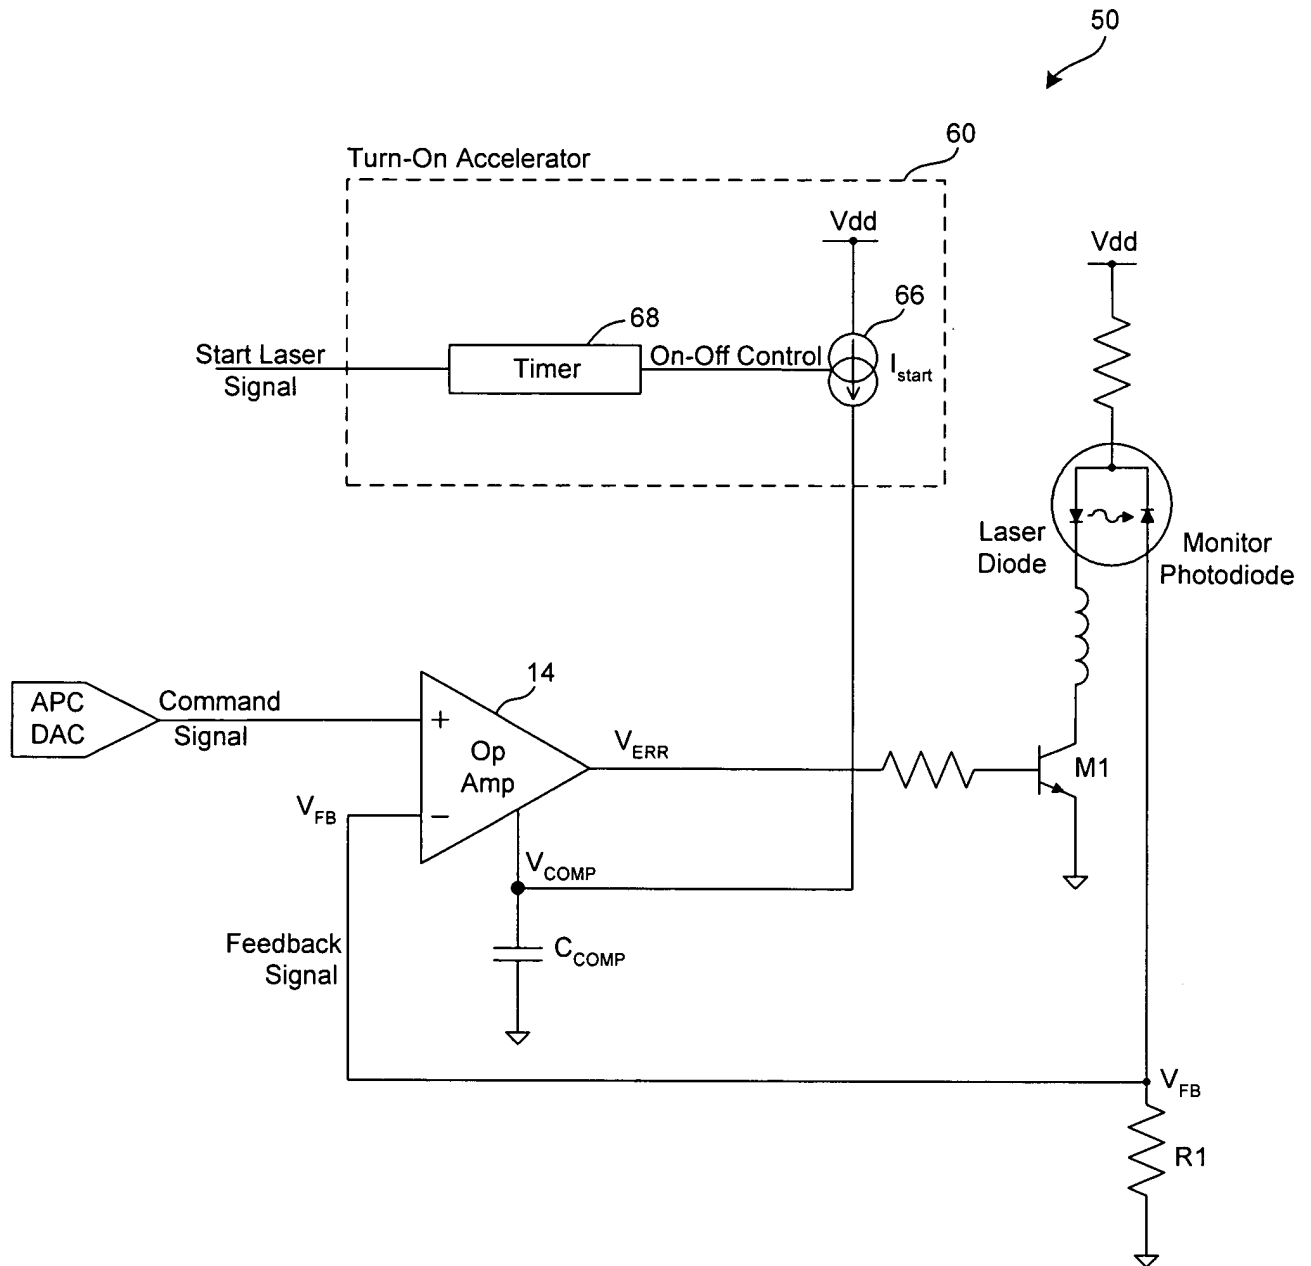 50
60
Turn-On Accelerator
Vdd
Vdd
66
68
Start Laser
Signal
Timer
On-Off Control
Istart
Laser
Diode
Monitor
Photodiode
14
APC
DAC
Command
Signal
+
Op
Amp
VERR
M1
VFB
−
VCOMP
Feedback
Signal
CCOMP
VFB
R1